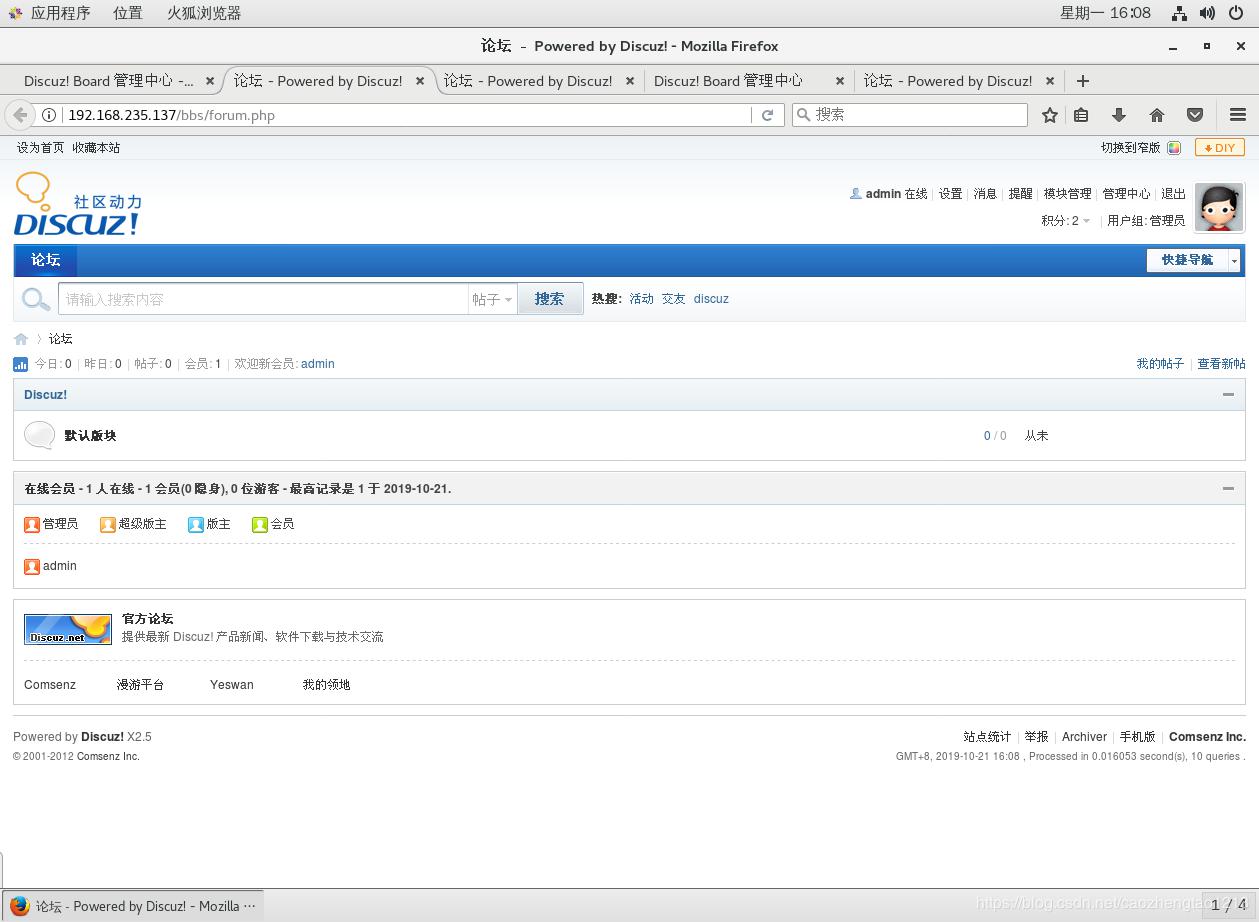 应用程序 位置 火狐浏览器 星期一 16∶08
论坛 - Powered by Discuz! - Mozilla Firefox
Discuz! Board 管理中心 -... 论坛 - Powered by Discuz! 论坛 - Powered by Discuz! Discuz! Board 管理中心 论坛 - Powered by Discuz!
192.168.235.137/bbs/forum.php 搜索
设为首页 收藏本站 切换到窄版 DIY
社区动力
DISCUZ!
admin 在线 设置 消息 提醒 模块管理 管理中心 退出
积分: 2 用户组: 管理员
论坛 快捷导航
请输入搜索内容 帖子 搜索 热搜: 活动 交友 discuz
论坛
今日: 0 昨日: 0 帖子: 0 会员: 1 欢迎新会员: admin 我的帖子 查看新帖
Discuz!
默认版块 0 / 0 从未
在线会员 - 1 人在线 - 1 会员(0 隐身), 0 位游客 - 最高记录是 1 于 2019-10-21.
管理员 超级版主 版主 会员
admin
官方论坛
Discuz.net 提供最新 Discuz! 产品新闻、软件下载与技术交流
Comsenz 漫游平台 Yeswan 我的领地
Powered by Discuz! X2.5 站点统计 举报 Archiver 手机版 Comsenz Inc.
© 2001-2012 Comsenz Inc. GMT+8, 2019-10-21 16:08 , Processed in 0.016053 second(s), 10 queries .
论坛 - Powered by Discuz! - Mozilla ··· 1 / 4